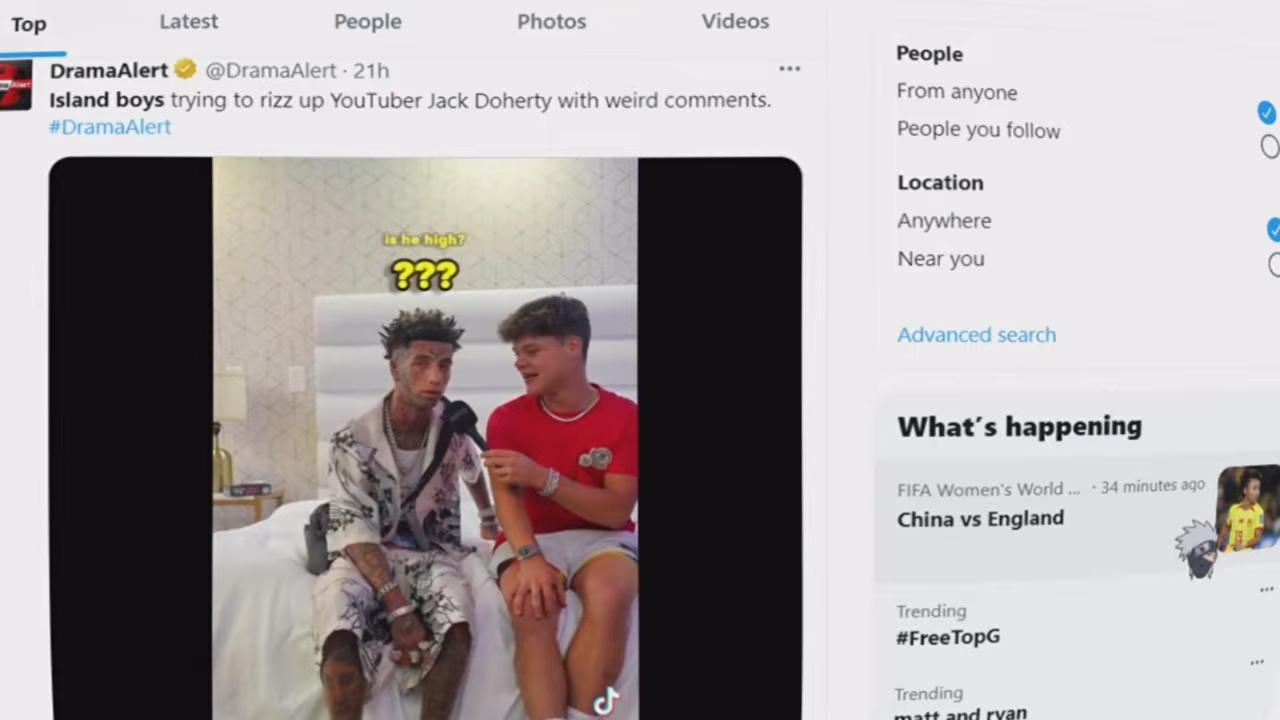 Top
Latest
People
Photos
Videos
DramaAlert @DramaAlert · 21h
Island boys trying to rizz up YouTuber Jack Doherty with weird comments.
#DramaAlert
is he high?
???
People
From anyone
People you follow
Location
Anywhere
Near you
Advanced search
What's happening
FIFA Women's World ... · 34 minutes ago
China vs England
Trending
#FreeTopG
Trending
matt and ryan